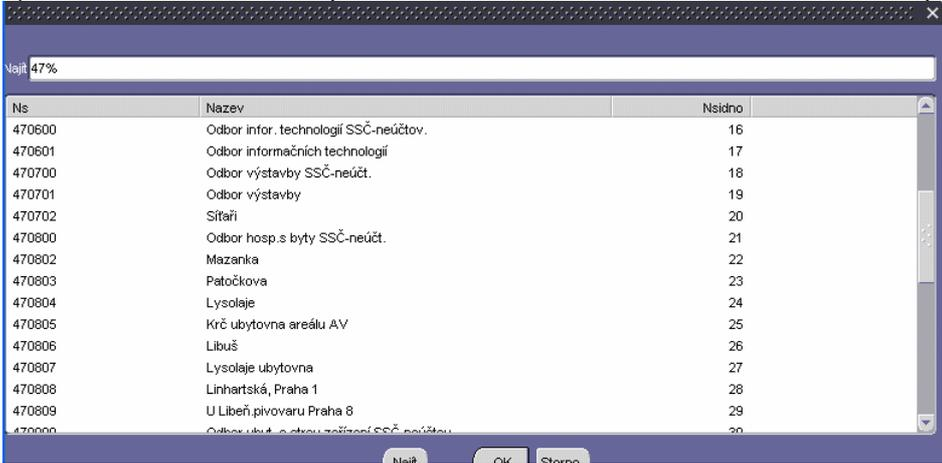 Najít 47%
Ns Nazev Nsidno
470600 Odbor infor. technologií SSČ-neúčtov. 16
470601 Odbor informačních technologií 17
470700 Odbor výstavby SSČ-neúčt. 18
470701 Odbor výstavby 19
470702 Síťaři 20
470800 Odbor hosp.s byty SSČ-neúčt. 21
470802 Mazanka 22
470803 Patočkova 23
470804 Lysolaje 24
470805 Krč ubytovna areálu AV 25
470806 Libuš 26
470807 Lysolaje ubytovna 27
470808 Linhartská, Praha 1 28
470809 U Libeň.pivovaru Praha 8 29
Najít OK Storno